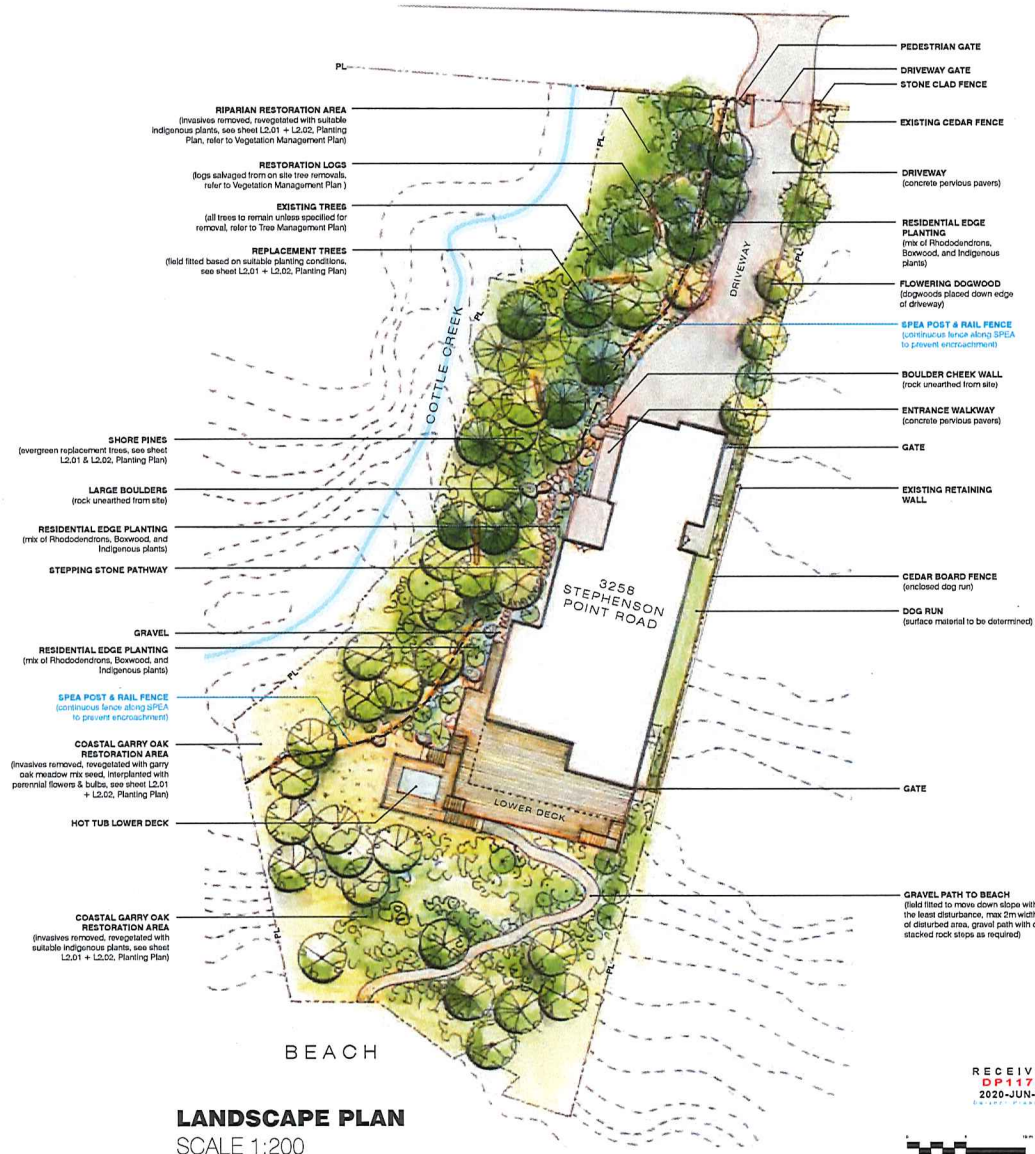 PL
RIPARIAN RESTORATION AREA
(invasives removed, revegetated with suitable
indigenous plants, see sheet L2.01 + L2.02, Planting
Plan, refer to Vegetation Management Plan)
RESTORATION LOGS
(logs salvaged from on site tree removals,
refer to Vegetation Management Plan )
EXISTING TREES
(all trees to remain unless specified for
removal, refer to Tree Management Plan)
REPLACEMENT TREES
(field fitted based on suitable planting conditions,
see sheet L2.01 + L2.02, Planting Plan)
SHORE PINES
(evergreen replacement trees, see sheet
L2.01 & L2.02, Planting Plan)
LARGE BOULDERS
(rock unearthed from site)
RESIDENTIAL EDGE PLANTING
(mix of Rhododendrons, Boxwood, and
Indigenous plants)
STEPPING STONE PATHWAY
GRAVEL
RESIDENTIAL EDGE PLANTING
(mix of Rhododendrons, Boxwood, and
Indigenous plants)
SPEA POST & RAIL FENCE
(continuous fence along SPEA
to prevent encroachment)
COASTAL GARRY OAK
RESTORATION AREA
(invasives removed, revegetated with garry
oak meadow mix seed, interplanted with
perennial flowers & bulbs, see sheet L2.01
+ L2.02, Planting Plan)
HOT TUB LOWER DECK
COASTAL GARRY OAK
RESTORATION AREA
(invasives removed, revegetated with
suitable indigenous plants, see sheet
L2.01 + L2.02, Planting Plan)
PL
PL
PL
PL
PL
PL
COTTLE CREEK
DRIVEWAY
3258
STEPHENSON
POINT ROAD
LOWER DECK
BEACH
PEDESTRIAN GATE
DRIVEWAY GATE
STONE CLAD FENCE
EXISTING CEDAR FENCE
DRIVEWAY
(concrete pervious pavers)
RESIDENTIAL EDGE
PLANTING
(mix of Rhododendrons,
Boxwood, and Indigenous
plants)
FLOWERING DOGWOOD
(dogwoods placed down edge
of driveway)
SPEA POST & RAIL FENCE
(continuous fence along SPEA
to prevent encroachment)
BOULDER CHEEK WALL
(rock unearthed from site)
ENTRANCE WALKWAY
(concrete pervious pavers)
GATE
EXISTING RETAINING
WALL
CEDAR BOARD FENCE
(enclosed dog run)
DOG RUN
(surface material to be determined)
GATE
GRAVEL PATH TO BEACH
(field fitted to move down slope with
the least disturbance, max 2m width
of disturbed area, gravel path with
stacked rock steps as required)
LANDSCAPE PLAN
SCALE 1:200
RECEIV
DP117
2020-JUN-